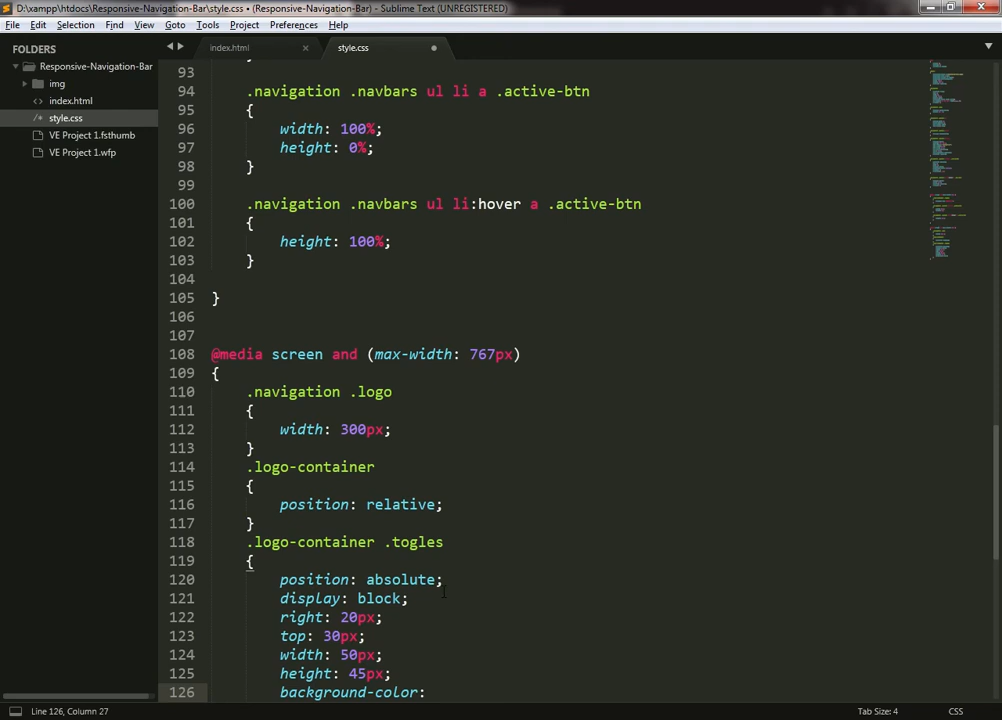 D:\xampp\htdocs\Responsive-Navigation-Bar\style.css • (Responsive-Navigation-Bar) - Sublime Text (UNREGISTERED)
File Edit Selection Find View Goto Tools Project Preferences Help
FOLDERS
Responsive-Navigation-Bar
img
index.html
style.css
VE Project 1.fsthumb
VE Project 1.wfp
index.html
style.css
93 }
94 .navigation .navbars ul li a .active-btn
95 {
96 width: 100%;
97 height: 0%;
98 }
99
100 .navigation .navbars ul li:hover a .active-btn
101 {
102 height: 100%;
103 }
104
105 }
106
107
108 @media screen and (max-width: 767px)
109 {
110 .navigation .logo
111 {
112 width: 300px;
113 }
114 .logo-container
115 {
116 position: relative;
117 }
118 .logo-container .togles
119 {
120 position: absolute;
121 display: block;
122 right: 20px;
123 top: 30px;
124 width: 50px;
125 height: 45px;
126 background-color:
Line 126, Column 27
Tab Size: 4
CSS